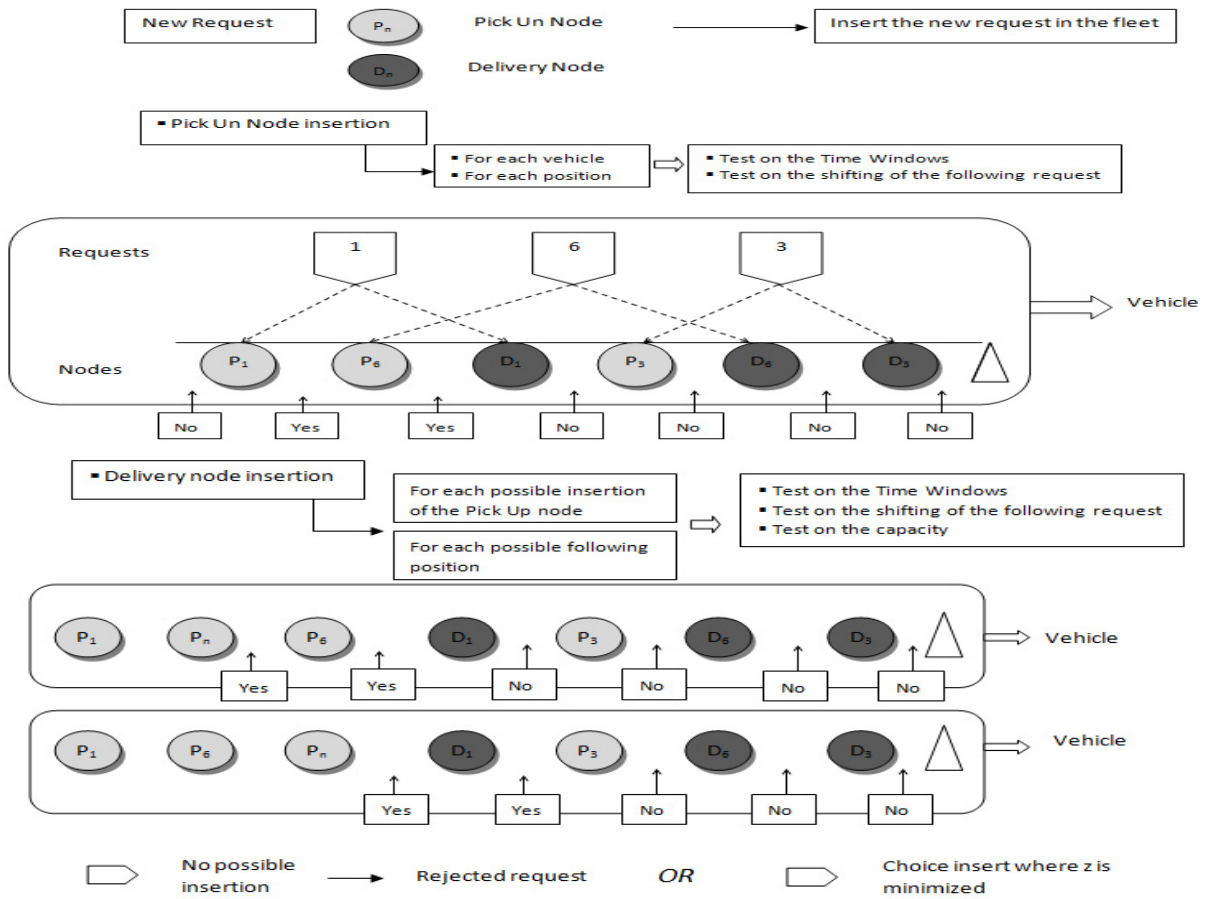 New Request
Pn
Pick Un Node
Insert the new request in the fleet
Dn
Delivery Node
▪ Pick Un Node insertion
▪ For each vehicle
▪ For each position
▪ Test on the Time Windows
▪ Test on the shifting of the following request
Requests
1
6
3
Vehicle
Nodes
P1
P6
D1
P3
D6
D3
No
Yes
Yes
No
No
No
No
▪ Delivery node insertion
For each possible insertion
of the Pick Up node
For each possible following
position
▪ Test on the Time Windows
▪ Test on the shifting of the following request
▪ Test on the capacity
P1
Pn
P6
D1
P3
D6
D3
Vehicle
Yes
Yes
No
No
No
No
P1
P6
Pn
D1
P3
D6
D3
Vehicle
Yes
Yes
No
No
No
No possible
insertion
Rejected request
OR
Choice insert where z is
minimized